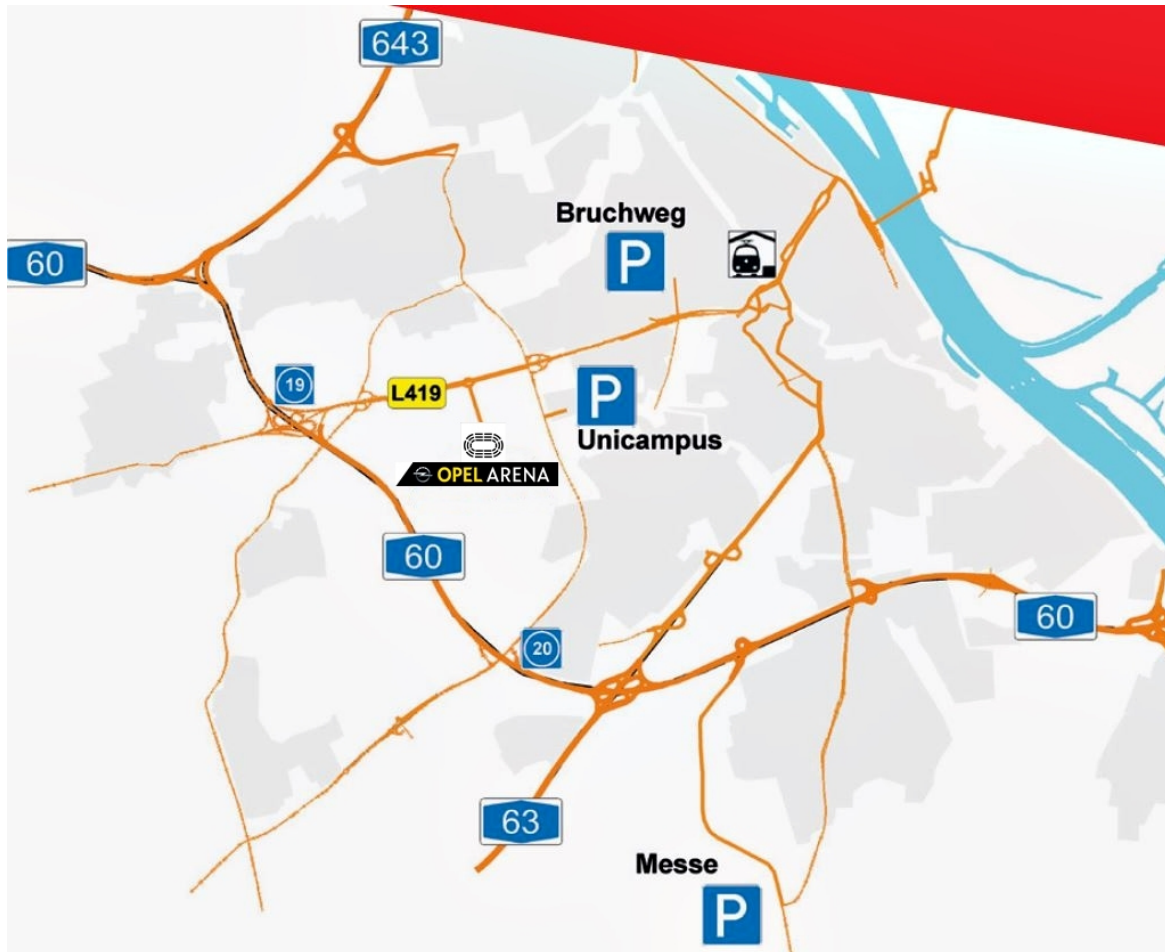 643
Bruchweg
P
60
19
L419
P
Unicampus
OPEL ARENA
60
60
20
63
Messe
P